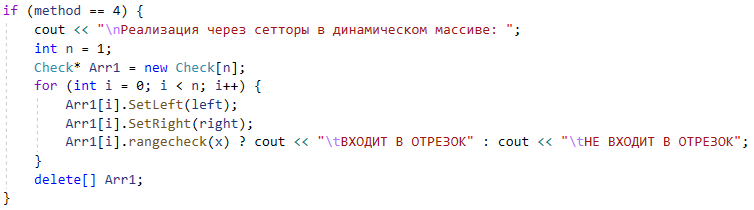 if (method == 4) {
cout << "\nРеализация через сетторы в динамическом массиве: ";
int n = 1;
Check* Arr1 = new Check[n];
for (int i = 0; i < n; i++) {
Arr1[i].SetLeft(left);
Arr1[i].SetRight(right);
Arr1[i].rangecheck(x) ? cout << "\tВХОДИТ В ОТРЕЗОК" : cout << "\tНЕ ВХОДИТ В ОТРЕЗОК";
}
delete[] Arr1;
}